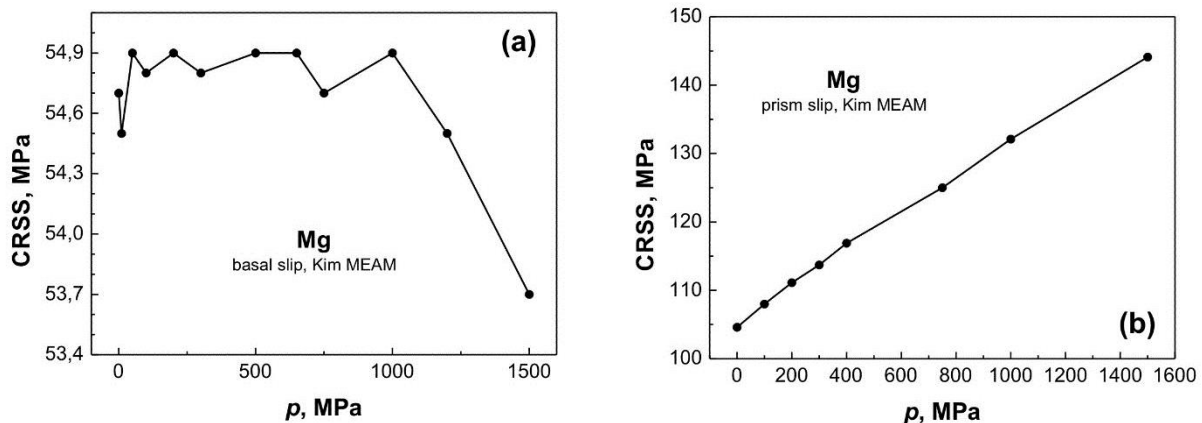 (a)
CRSS, MPa
54,9
54,6
54,3
54,0
53,7
53,4
Mg
basal slip, Kim MEAM
0
500
1000
1500
p, MPa
(b)
CRSS, MPa
150
140
130
120
110
100
Mg
prism slip, Kim MEAM
0
200
400
600
800
1000
1200
1400
1600
p, MPa